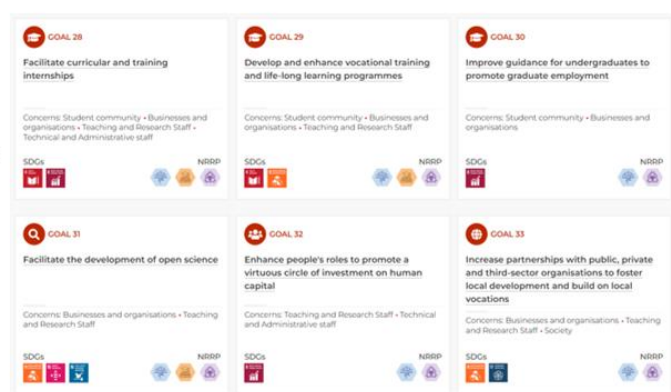 GOAL 28
Facilitate curricular and training
internships
Concerns: Student community • Businesses and
organisations • Teaching and Research Staff •
Technical and Administrative staff
SDGs NRRP
GOAL 29
Develop and enhance vocational training
and life-long learning programmes
Concerns: Student community • Businesses and
organisations • Teaching and Research Staff
SDGs NRRP
GOAL 30
Improve guidance for undergraduates to
promote graduate employment
Concerns: Student community • Businesses and
organisations
SDGs NRRP
GOAL 31
Facilitate the development of open science
Concerns: Businesses and organisations • Teaching
and Research Staff
SDGs NRRP
GOAL 32
Enhance people's roles to promote a
virtuous circle of investment on human
capital
Concerns: Teaching and Research Staff • Technical
and Administrative staff
SDGs NRRP
GOAL 33
Increase partnerships with public, private
and third-sector organisations to foster
local development and build on local
vocations
Concerns: Businesses and organisations • Teaching
and Research Staff • Society
SDGs NRRP